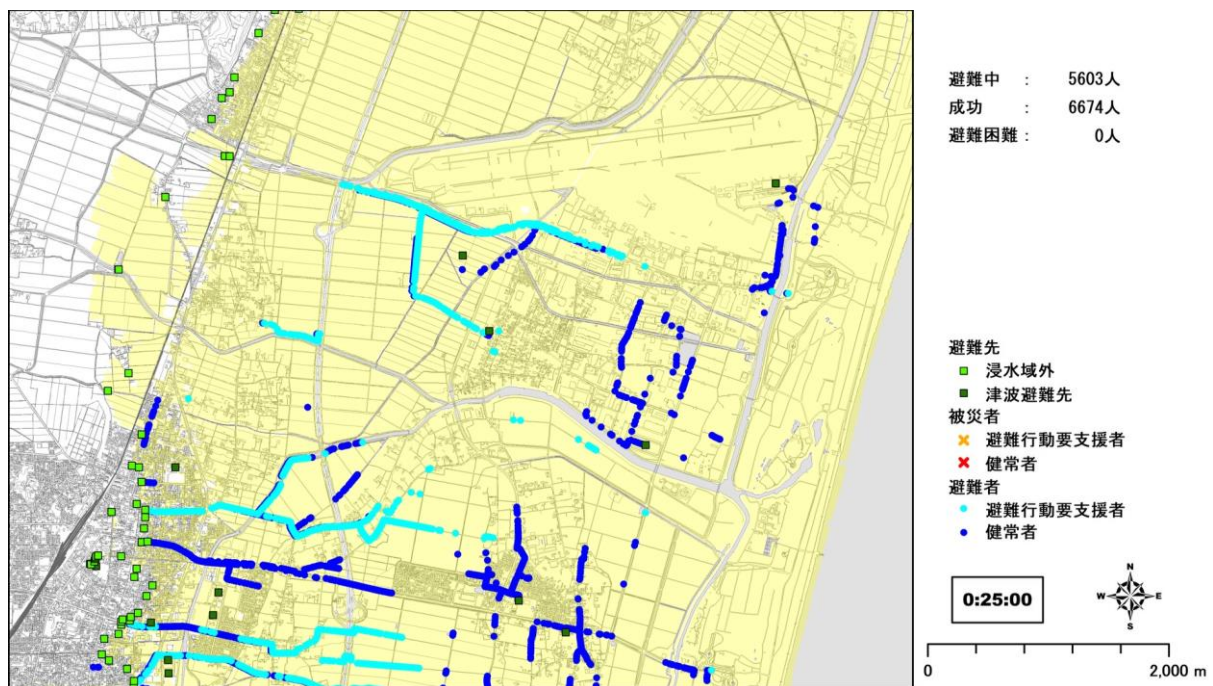 避難中 : 5603人
成功 : 6674人
避難困難 : 0人
避難先
浸水域外
津波避難先
被災者
避難行動要支援者
健常者
避難者
避難行動要支援者
健常者
0:25:00
N
W E
S
0 2,000 m